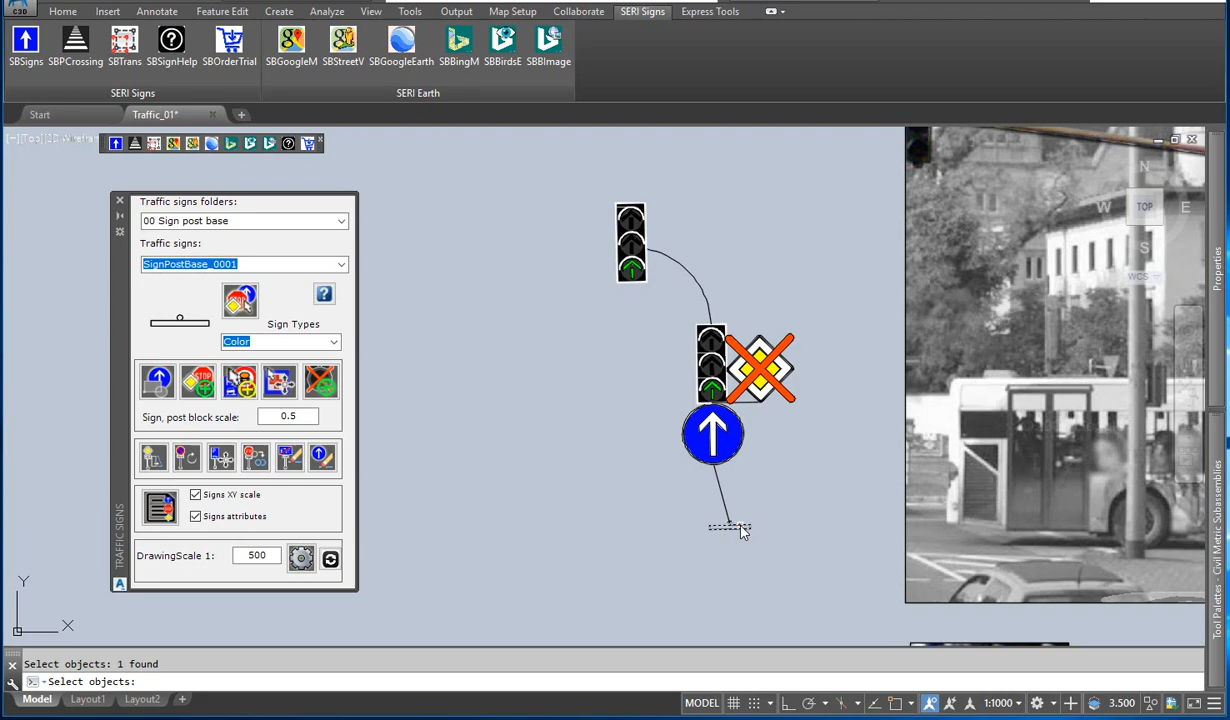 C3D
Home Insert Annotate Feature Edit Create Analyze View Tools Output Map Setup Collaborate SERI Signs Express Tools
SBSigns SBPCrossing SBTrans SBSignHelp SBOrderTrial SBGoogleM SBStreetV SBGoogleEarth SBBingM SBBirdsE SBBImage
SERI Signs SERI Earth
Start Traffic_01*
Traffic signs folders:
00 Sign post base
Traffic signs:
SignPostBase_0001
Sign Types
Color
STOP
Sign, post block scale: 0.5
Signs XY scale
Signs attributes
DrawingScale 1: 500
TRAFFIC SIGNS
N
W TOP E
S
WCS
Properties
Tool Palettes - Civil Metric Subassemblies
Y
X
Select objects: 1 found
Select objects:
Model Layout1 Layout2
MODEL 1:1000 3.500